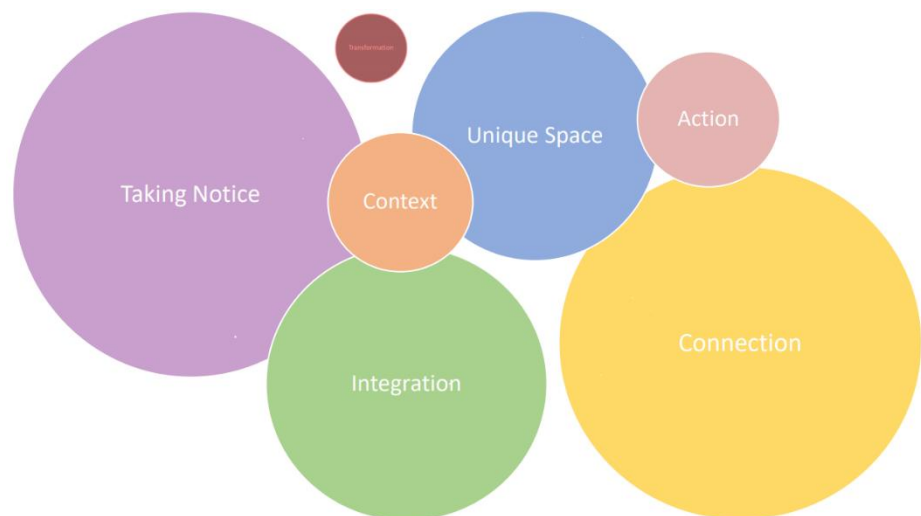 Transformation
Unique Space
Action
Taking Notice
Context
Connection
Integration